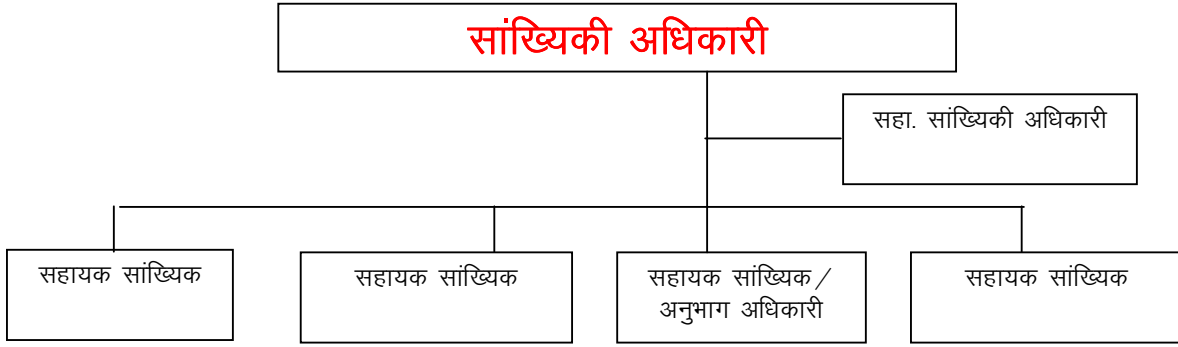 सांख्यिकी अधिकारी
सहा. सांख्यिकी अधिकारी
सहायक सांख्यिक
सहायक सांख्यिक
सहायक सांख्यिक/
अनुभाग अधिकारी
सहायक सांख्यिक